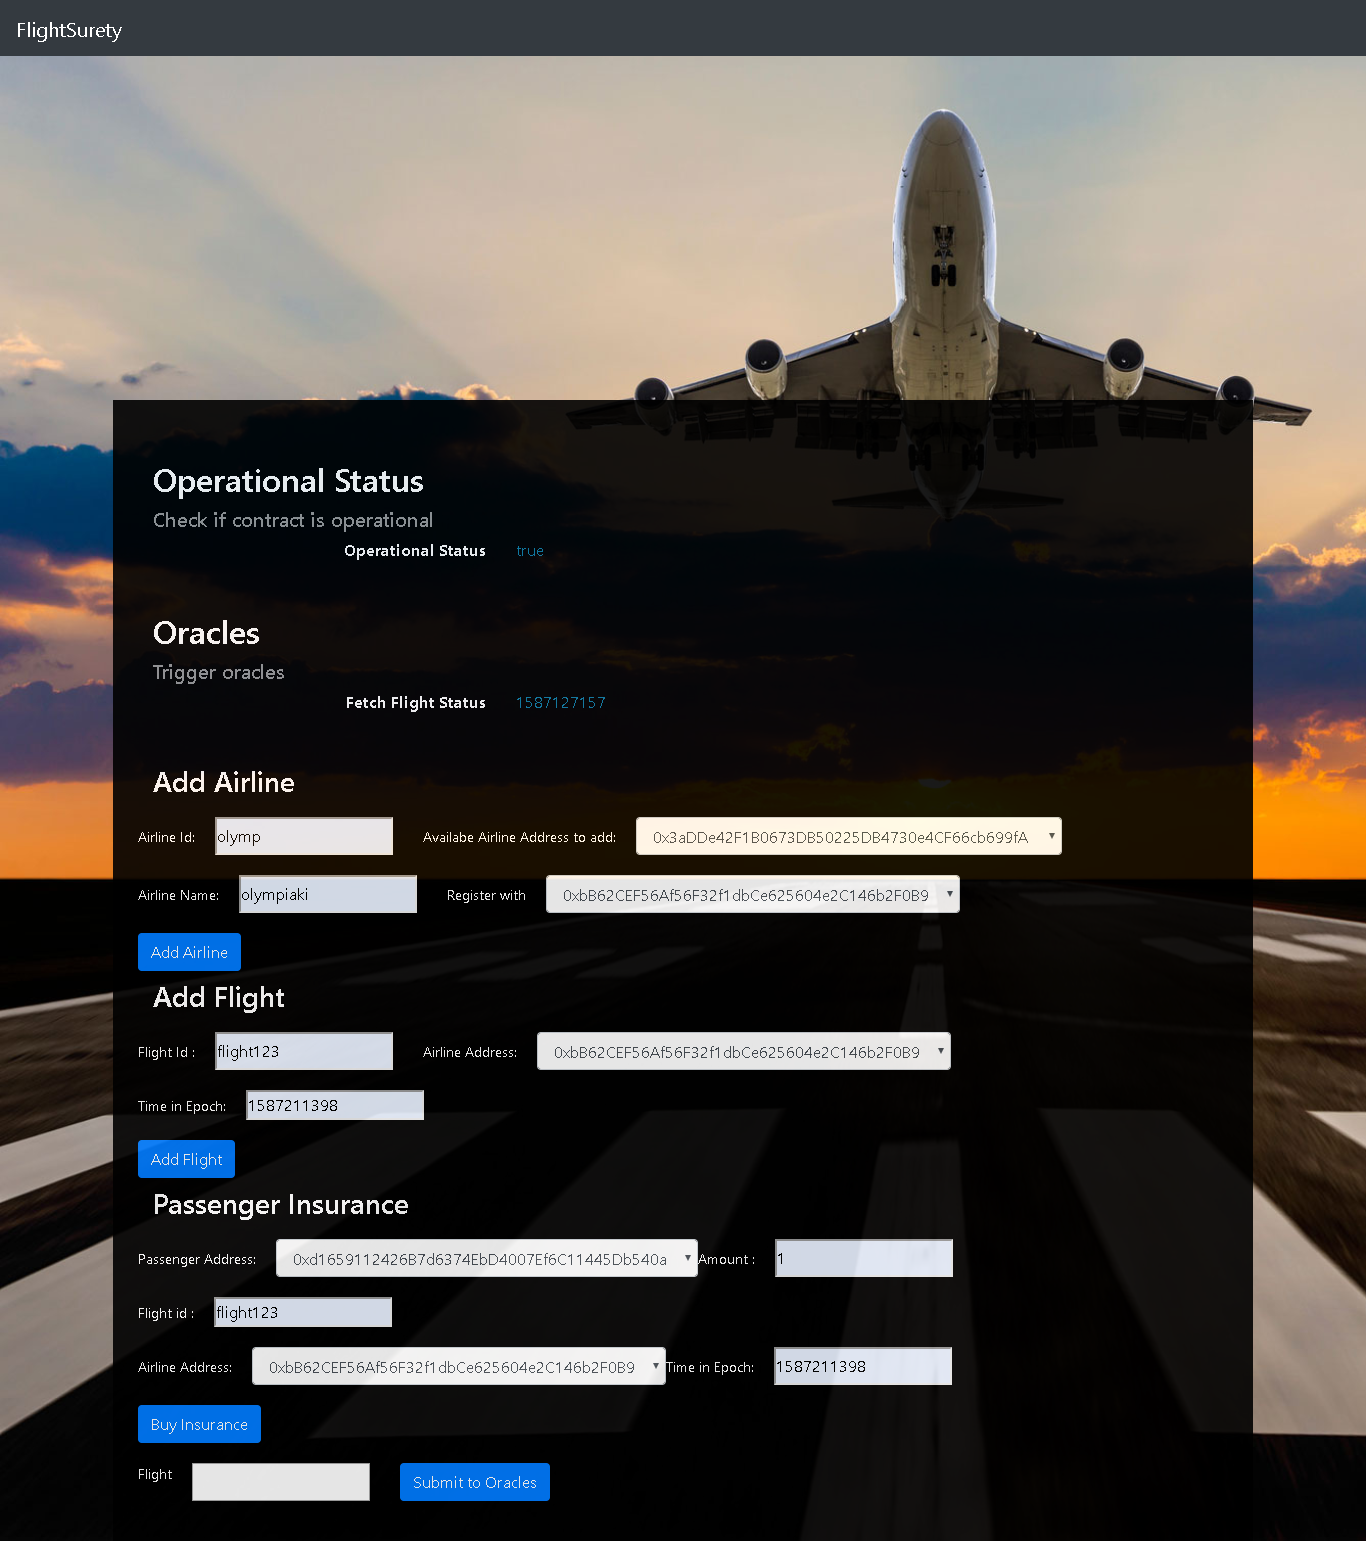 FlightSurety
Operational Status
Check if contract is operational
Operational Status true
Oracles
Trigger oracles
Fetch Flight Status 1587127157
Add Airline
Airline Id: olymp Availabe Airline Address to add: 0x3aDDe42F1B0673DB50225DB4730e4CF66cb699fA
Airline Name: olympiaki Register with 0xbB62CEF56Af56F32f1dbCe625604e2C146b2F0B9
Add Airline
Add Flight
Flight Id : flight123 Airline Address: 0xbB62CEF56Af56F32f1dbCe625604e2C146b2F0B9
Time in Epoch: 1587211398
Add Flight
Passenger Insurance
Passenger Address: 0xd1659112426B7d6374EbD4007Ef6C11445Db540a Amount : 1
Flight id : flight123
Airline Address: 0xbB62CEF56Af56F32f1dbCe625604e2C146b2F0B9 Time in Epoch: 1587211398
Buy Insurance
Flight Submit to Oracles